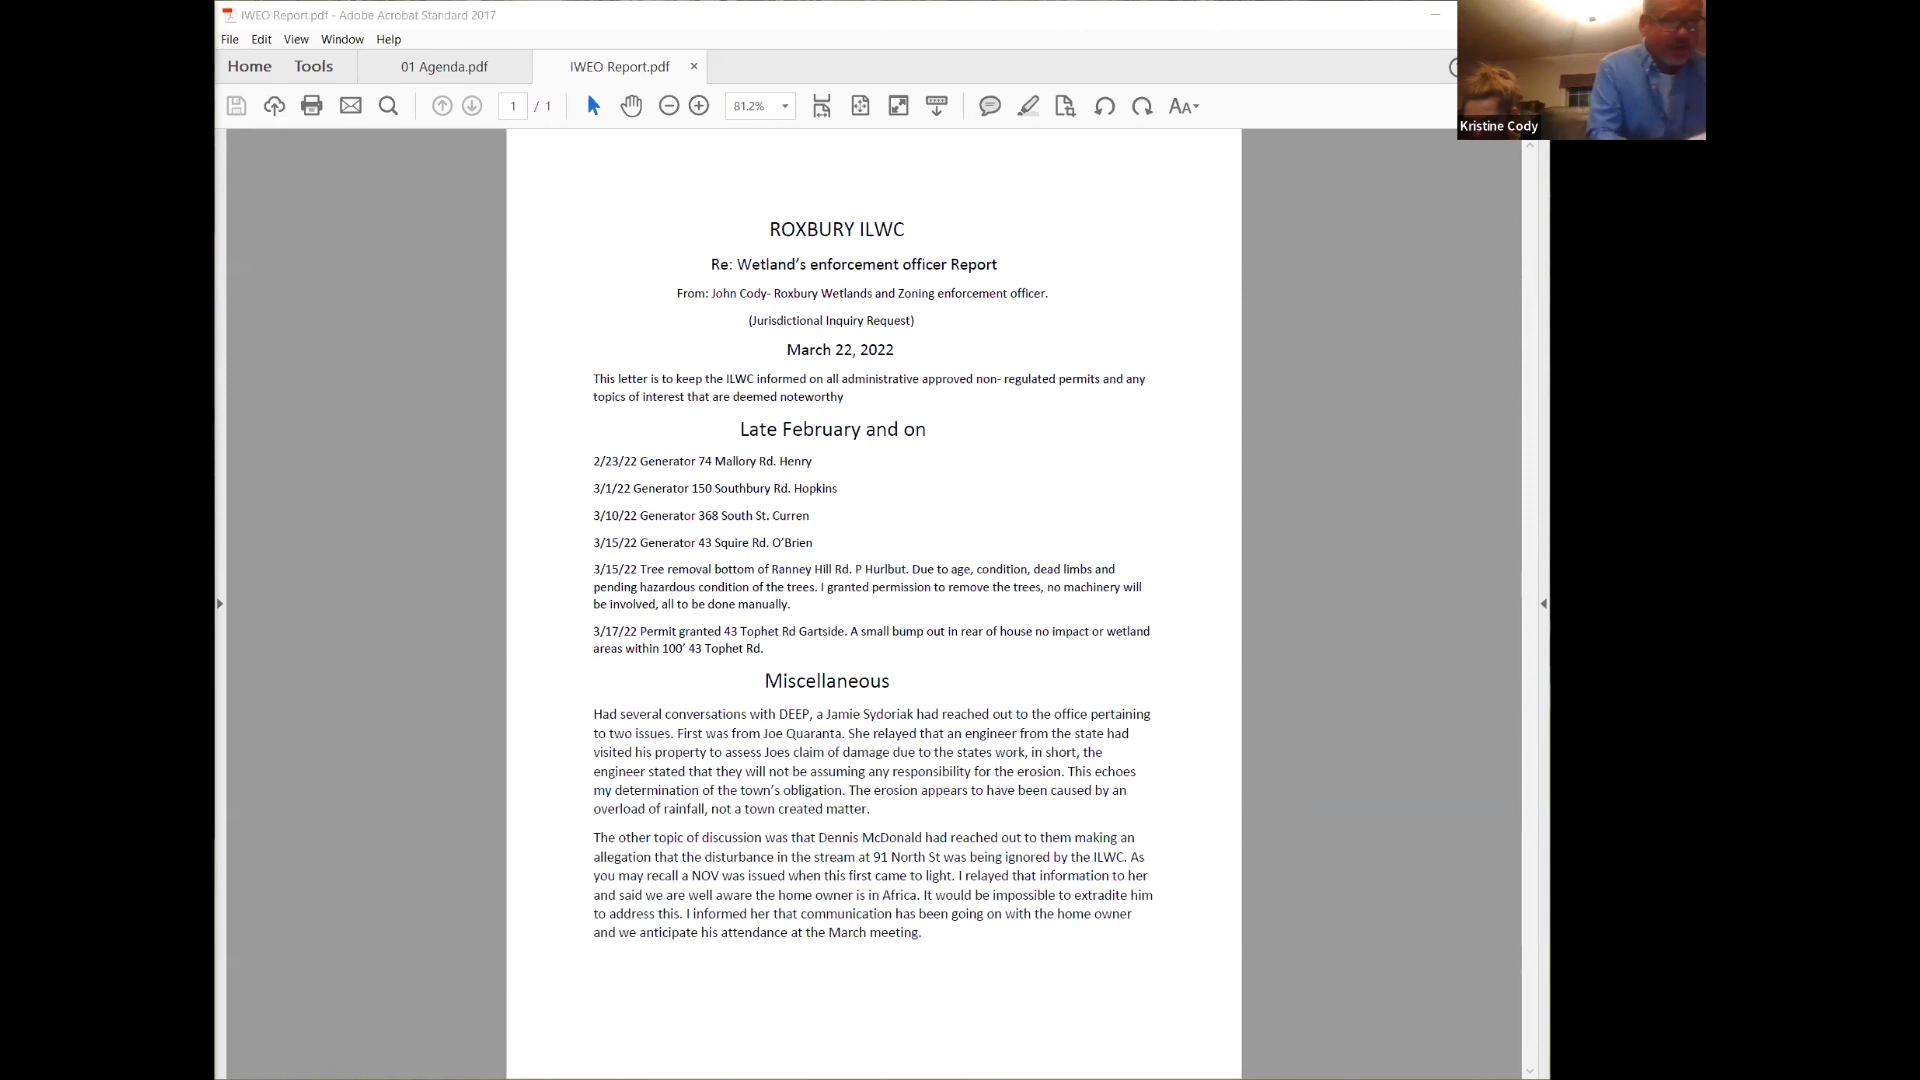 IWEO Report.pdf - Adobe Acrobat Standard 2017
File Edit View Window Help
Home Tools 01 Agenda.pdf IWEO Report.pdf ×
1 / 1 81.2%
Kristine Cody
ROXBURY ILWC
Re: Wetland’s enforcement officer Report
From: John Cody- Roxbury Wetlands and Zoning enforcement officer.
(Jurisdictional Inquiry Request)
March 22, 2022
This letter is to keep the ILWC informed on all administrative approved non- regulated permits and any
topics of interest that are deemed noteworthy
Late February and on
2/23/22 Generator 74 Mallory Rd. Henry
3/1/22 Generator 150 Southbury Rd. Hopkins
3/10/22 Generator 368 South St. Curren
3/15/22 Generator 43 Squire Rd. O’Brien
3/15/22 Tree removal bottom of Ranney Hill Rd. P Hurlbut. Due to age, condition, dead limbs and
pending hazardous condition of the trees. I granted permission to remove the trees, no machinery will
be involved, all to be done manually.
3/17/22 Permit granted 43 Tophet Rd Gartside. A small bump out in rear of house no impact or wetland
areas within 100’ 43 Tophet Rd.
Miscellaneous
Had several conversations with DEEP, a Jamie Sydoriak had reached out to the office pertaining
to two issues. First was from Joe Quaranta. She relayed that an engineer from the state had
visited his property to assess Joes claim of damage due to the states work, in short, the
engineer stated that they will not be assuming any responsibility for the erosion. This echoes
my determination of the town’s obligation. The erosion appears to have been caused by an
overload of rainfall, not a town created matter.
The other topic of discussion was that Dennis McDonald had reached out to them making an
allegation that the disturbance in the stream at 91 North St was being ignored by the ILWC. As
you may recall a NOV was issued when this first came to light. I relayed that information to her
and said we are well aware the home owner is in Africa. It would be impossible to extradite him
to address this. I informed her that communication has been going on with the home owner
and we anticipate his attendance at the March meeting.